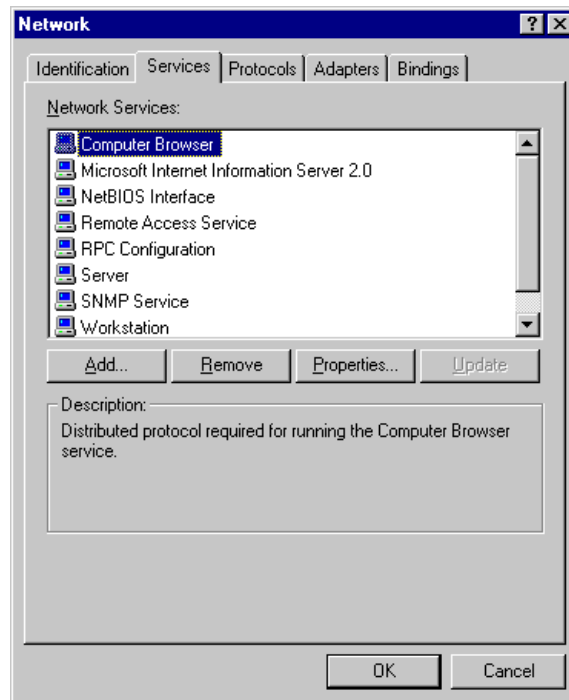 Network
Identification Services Protocols Adapters Bindings
Network Services:
Computer Browser
Microsoft Internet Information Server 2.0
NetBIOS Interface
Remote Access Service
RPC Configuration
Server
SNMP Service
Workstation
Add... Remove Properties... Update
Description:
Distributed protocol required for running the Computer Browser
service.
OK Cancel